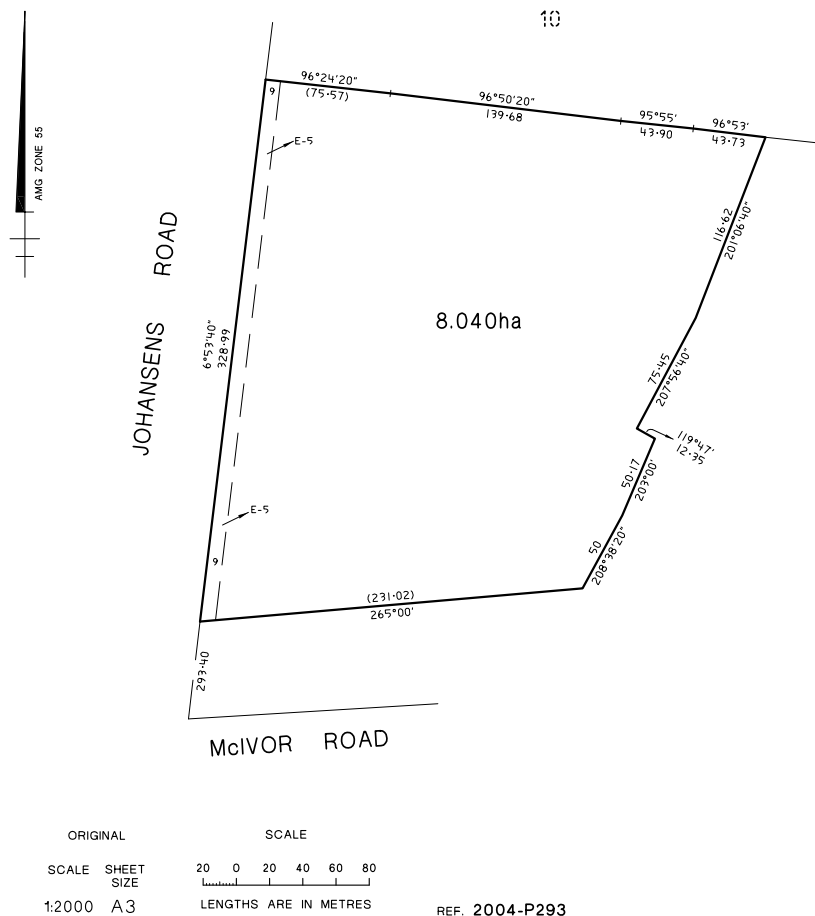 10
96°24'20"
(75·57)
96°50'20"
139·68
95°55'
43·90
96°53'
43·73
9
E-5
AMG ZONE 55
116·62
201°06'40"
JOHANSENS ROAD
6°53'40"
328·99
8.040ha
75·45
207°56'40"
119°47'
12·35
50·17
203°00'
E-5
9
50
208°38'20"
(231·02)
265°00'
293·40
McIVOR ROAD
ORIGINAL
SCALE
SCALE SHEET SIZE
20 0 20 40 60 80
1:2000 A3
LENGTHS ARE IN METRES
REF. 2004-P293